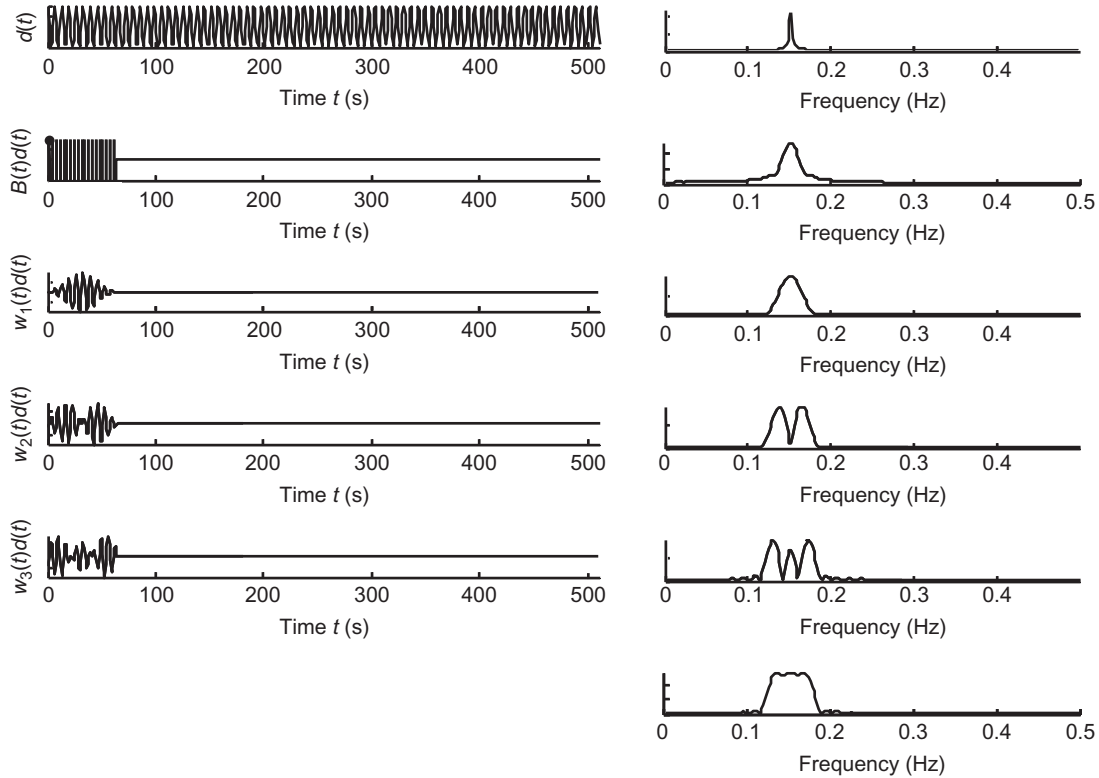 d(t)
0 100 200 300 400 500
Time t (s)
0 0.1 0.2 0.3 0.4
Frequency (Hz)
B(t)d(t)
0 100 200 300 400 500
Time t (s)
0 0.1 0.2 0.3 0.4 0.5
Frequency (Hz)
w1(t)d(t)
0 100 200 300 400 500
Time t (s)
0 0.1 0.2 0.3 0.4
Frequency (Hz)
w2(t)d(t)
0 100 200 300 400 500
Time t (s)
0 0.1 0.2 0.3 0.4
Frequency (Hz)
w3(t)d(t)
0 100 200 300 400 500
Time t (s)
0 0.1 0.2 0.3 0.4
Frequency (Hz)
0 0.1 0.2 0.3 0.4 0.5
Frequency (Hz)